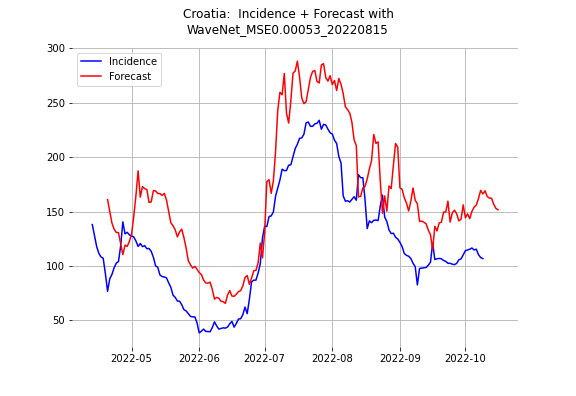 Croatia:  Incidence + Forecast with
WaveNet_MSE0.00053_20220815
Incidence
Forecast
300
250
200
150
100
50
2022-05 2022-06 2022-07 2022-08 2022-09 2022-10